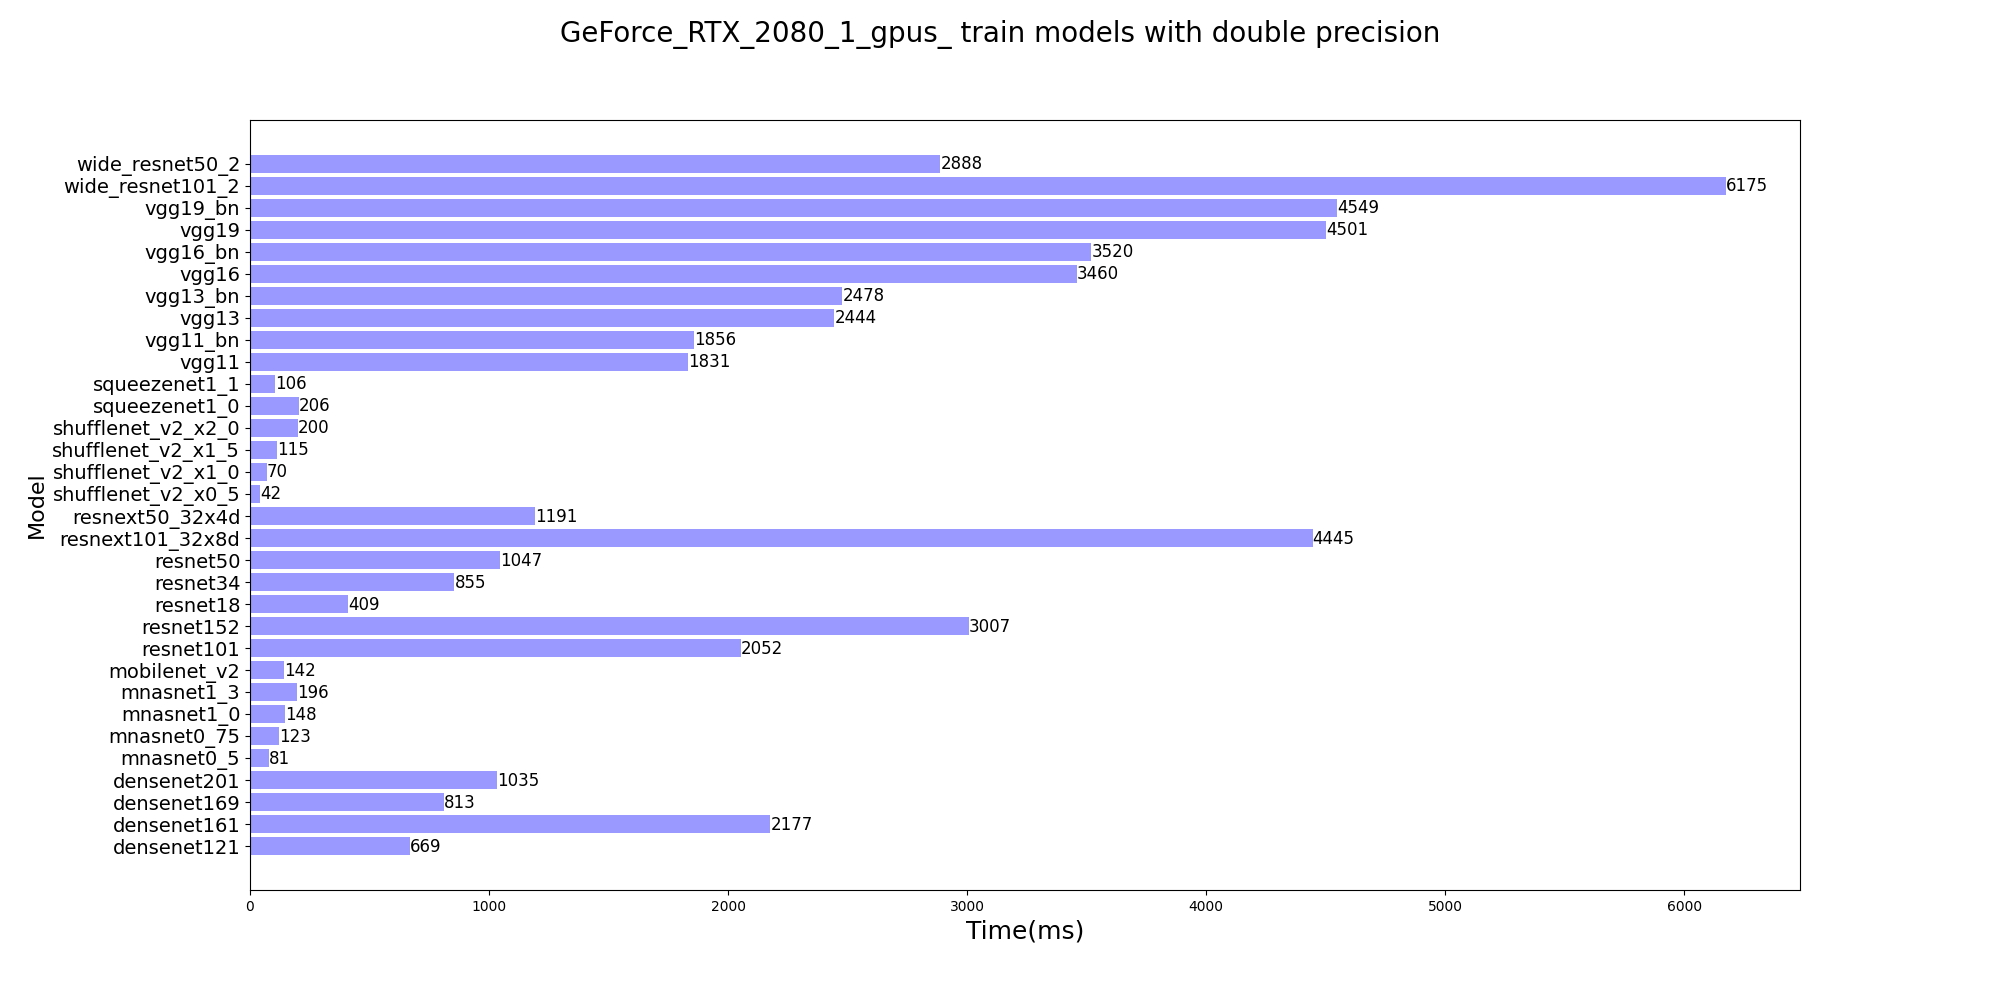 GeForce_RTX_2080_1_gpus_ train models with double precision
wide_resnet50_2 2888
wide_resnet101_2 6175
vgg19_bn 4549
vgg19 4501
vgg16_bn 3520
vgg16 3460
vgg13_bn 2478
vgg13 2444
vgg11_bn 1856
vgg11 1831
squeezenet1_1 106
squeezenet1_0 206
shufflenet_v2_x2_0 200
shufflenet_v2_x1_5 115
shufflenet_v2_x1_0 70
shufflenet_v2_x0_5 42
resnext50_32x4d 1191
resnext101_32x8d 4445
resnet50 1047
resnet34 855
resnet18 409
resnet152 3007
resnet101 2052
mobilenet_v2 142
mnasnet1_3 196
mnasnet1_0 148
mnasnet0_75 123
mnasnet0_5 81
densenet201 1035
densenet169 813
densenet161 2177
densenet121 669
Model
0 1000 2000 3000 4000 5000 6000
Time(ms)